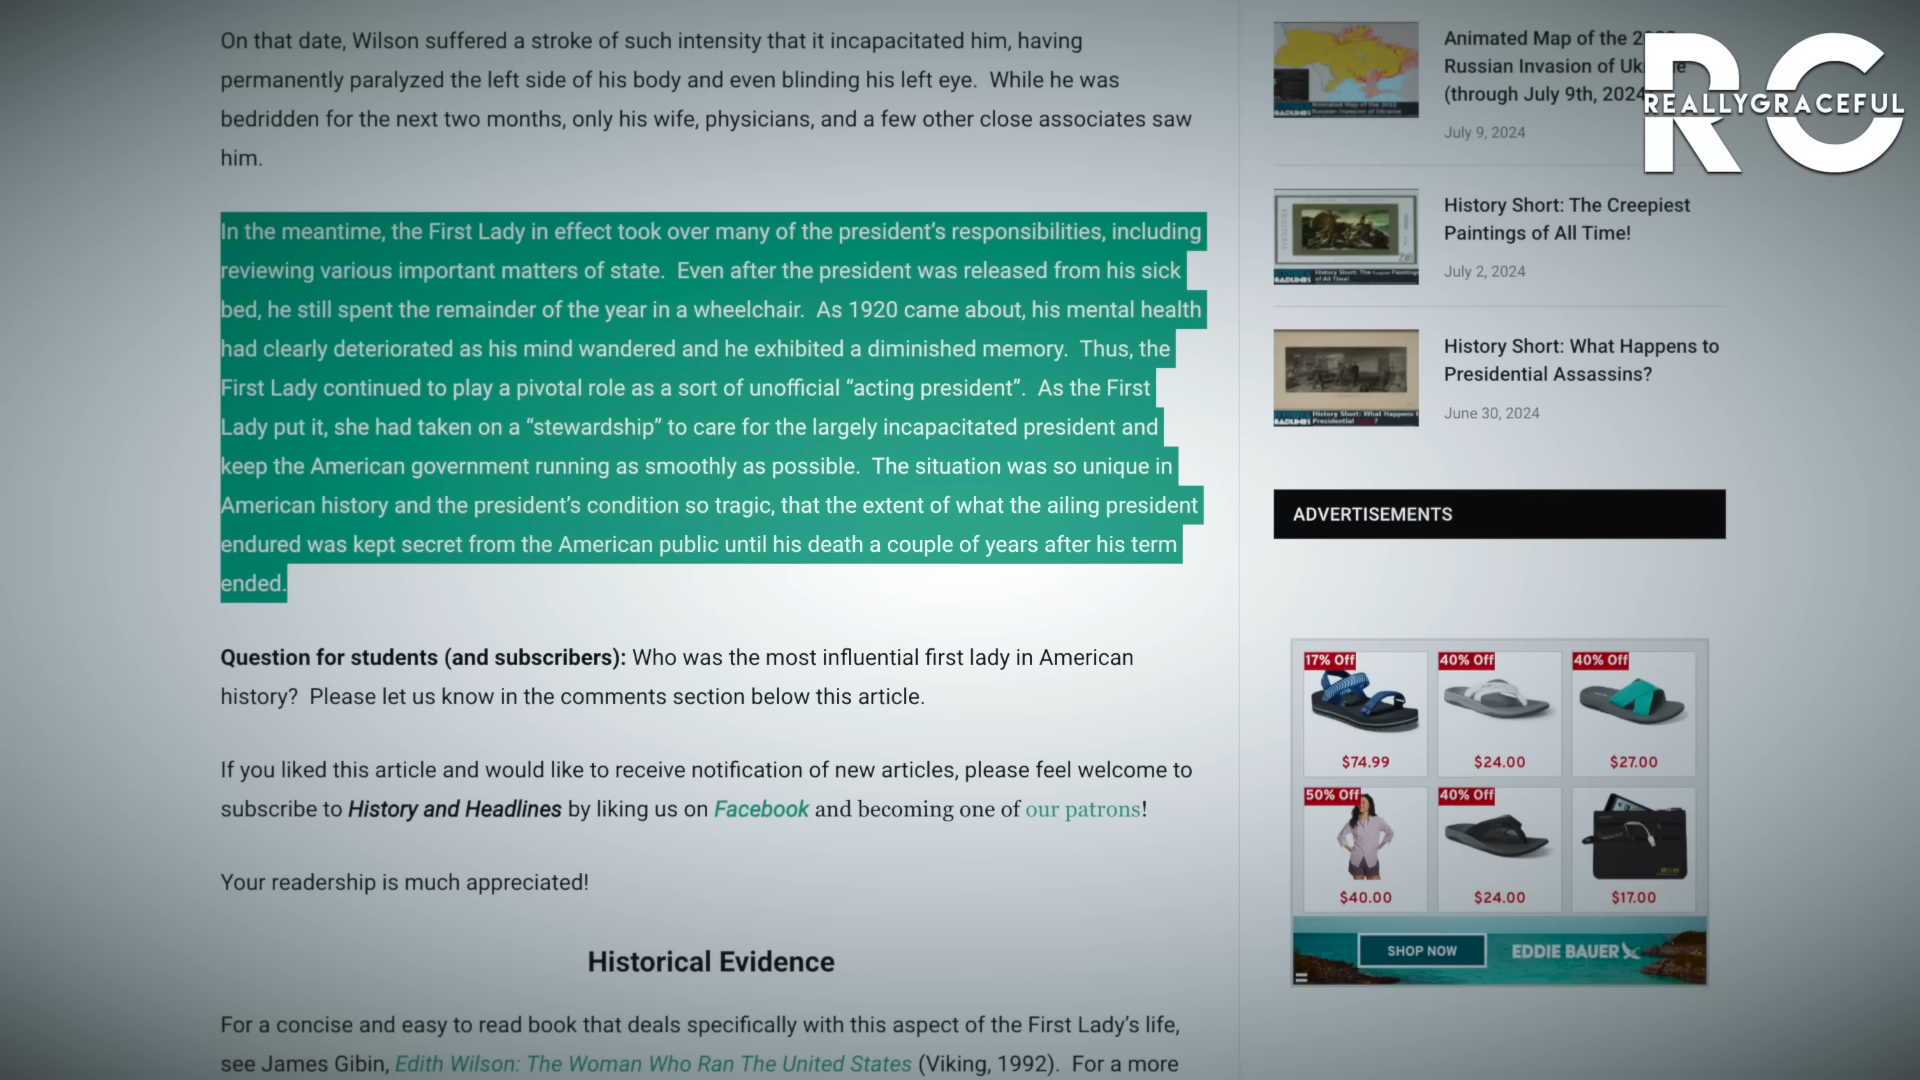 On that date, Wilson suffered a stroke of such intensity that it incapacitated him, having
permanently paralyzed the left side of his body and even blinding his left eye.  While he was
bedridden for the next two months, only his wife, physicians, and a few other close associates saw
him.
In the meantime, the First Lady in effect took over many of the president’s responsibilities, including
reviewing various important matters of state.  Even after the president was released from his sick
bed, he still spent the remainder of the year in a wheelchair.  As 1920 came about, his mental health
had clearly deteriorated as his mind wandered and he exhibited a diminished memory.  Thus, the
First Lady continued to play a pivotal role as a sort of unofficial “acting president”.  As the First
Lady put it, she had taken on a “stewardship” to care for the largely incapacitated president and
keep the American government running as smoothly as possible.  The situation was so unique in
American history and the president’s condition so tragic, that the extent of what the ailing president
endured was kept secret from the American public until his death a couple of years after his term
ended.
Question for students (and subscribers): Who was the most influential first lady in American
history?  Please let us know in the comments section below this article.
If you liked this article and would like to receive notification of new articles, please feel welcome to
subscribe to History and Headlines by liking us on Facebook and becoming one of our patrons!
Your readership is much appreciated!
Historical Evidence
For a concise and easy to read book that deals specifically with this aspect of the First Lady’s life,
see James Gibin, Edith Wilson: The Woman Who Ran The United States (Viking, 1992).  For a more
Animated Map of the
Russian Invasion of
(through July 9th, 2024
July 9, 2024
History Short: The Creepiest
Paintings of All Time!
July 2, 2024
History Short: What Happens to
Presidential Assassins?
June 30, 2024
RG
REALLYGRACEFUL
ADVERTISEMENTS
17% Off
40% Off
40% Off
$74.99
$24.00
$27.00
50% Off
40% Off
$40.00
$24.00
$17.00
SHOP NOW
EDDIE BAUER